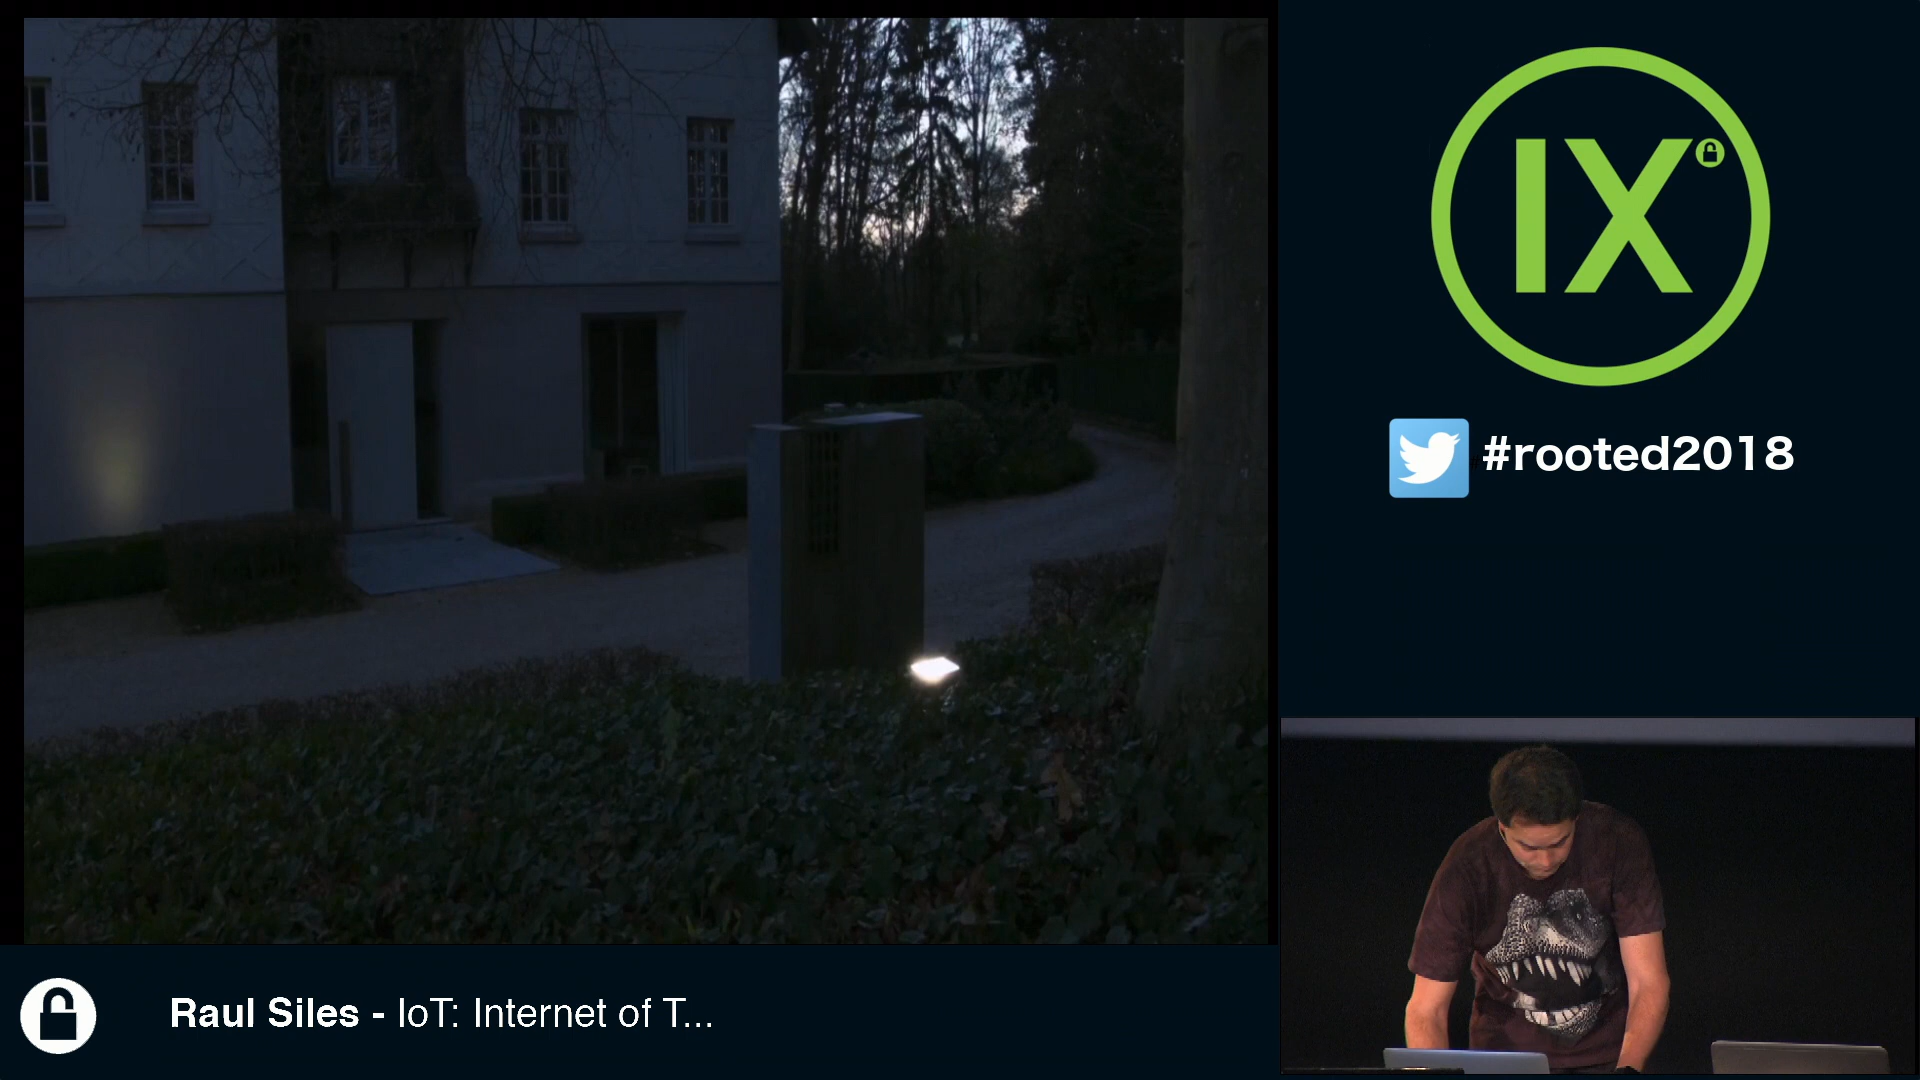 IX
#rooted2018
Raul Siles - IoT: Internet of T...